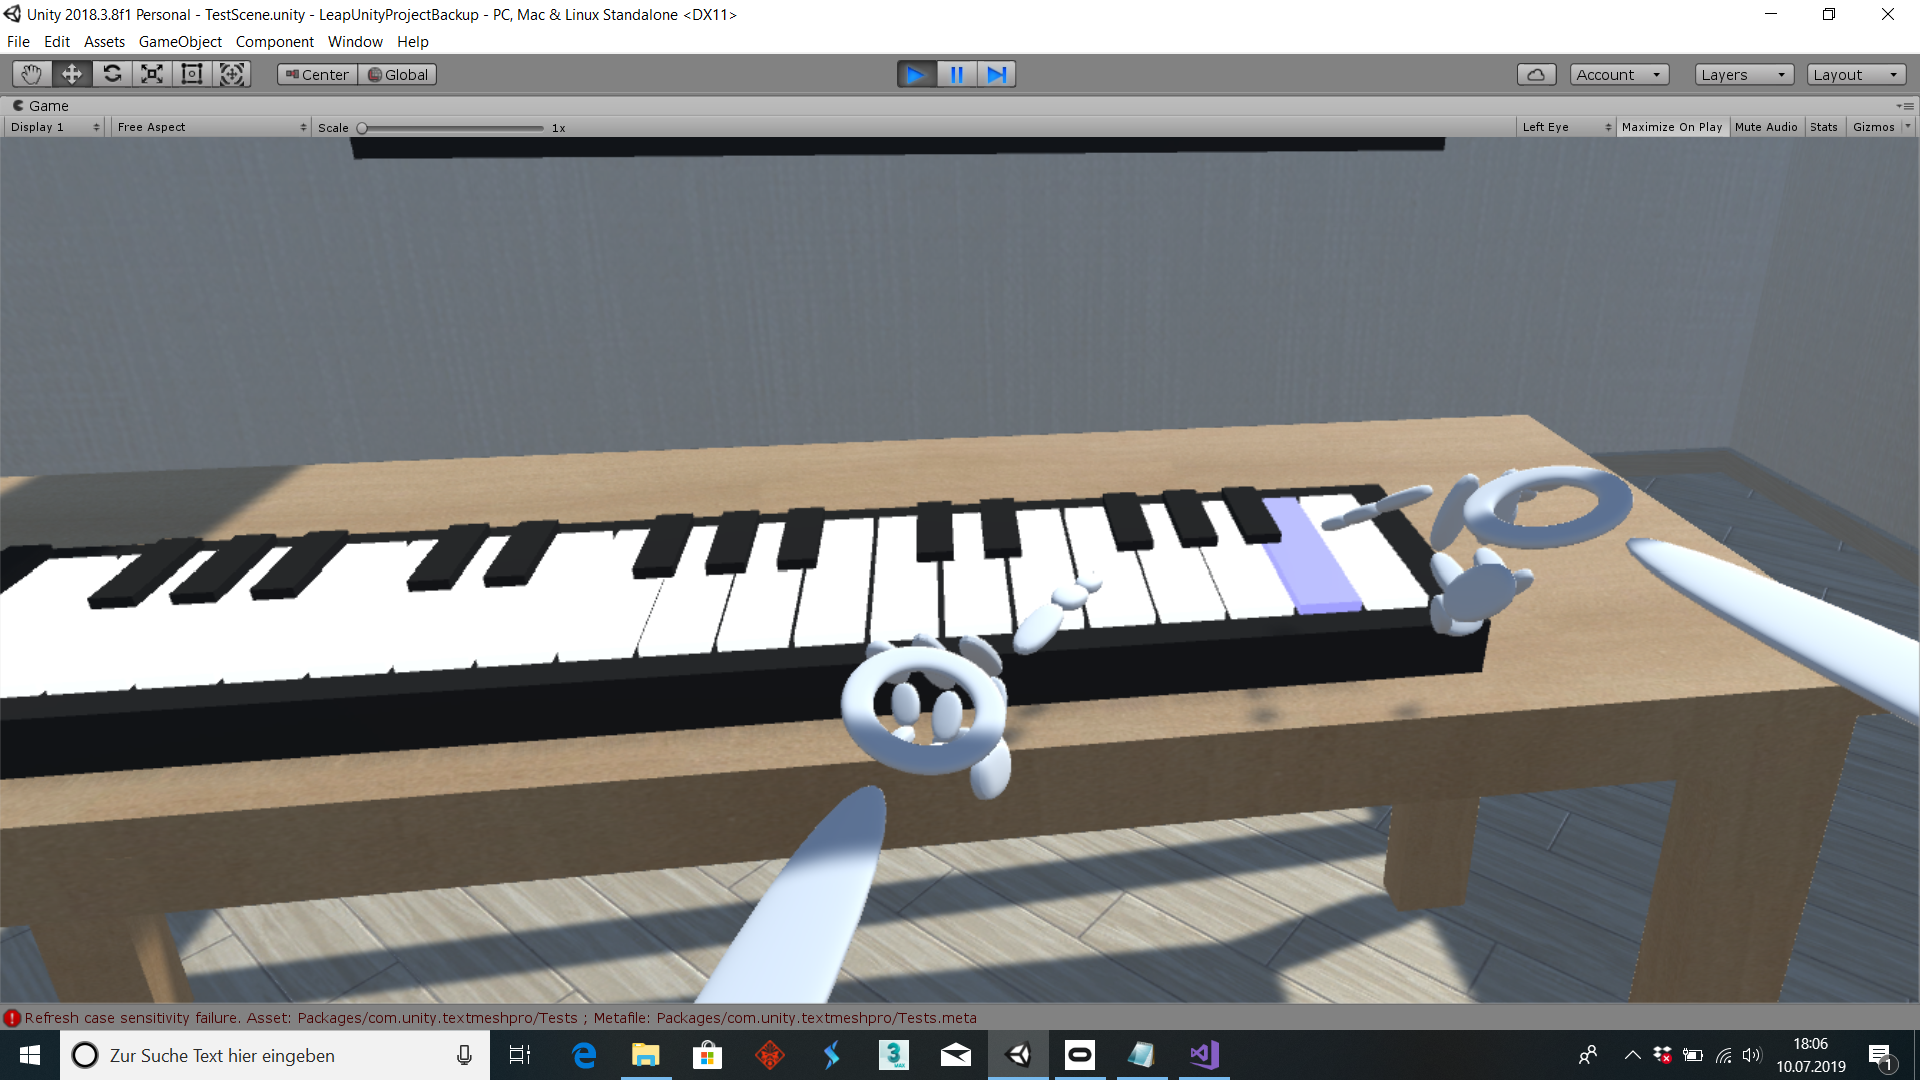 Unity 2018.3.8f1 Personal - TestScene.unity - LeapUnityProjectBackup - PC, Mac & Linux Standalone <DX11>
File Edit Assets GameObject Component Window Help
Center Global Account Layers Layout
Game
Display 1 Free Aspect Scale 1x Left Eye Maximize On Play Mute Audio Stats Gizmos
Refresh case sensitivity failure. Asset: Packages/com.unity.textmeshpro/Tests ; Metafile: Packages/com.unity.textmeshpro/Tests.meta
Zur Suche Text hier eingeben
3
MAX
18:06
10.07.2019
1